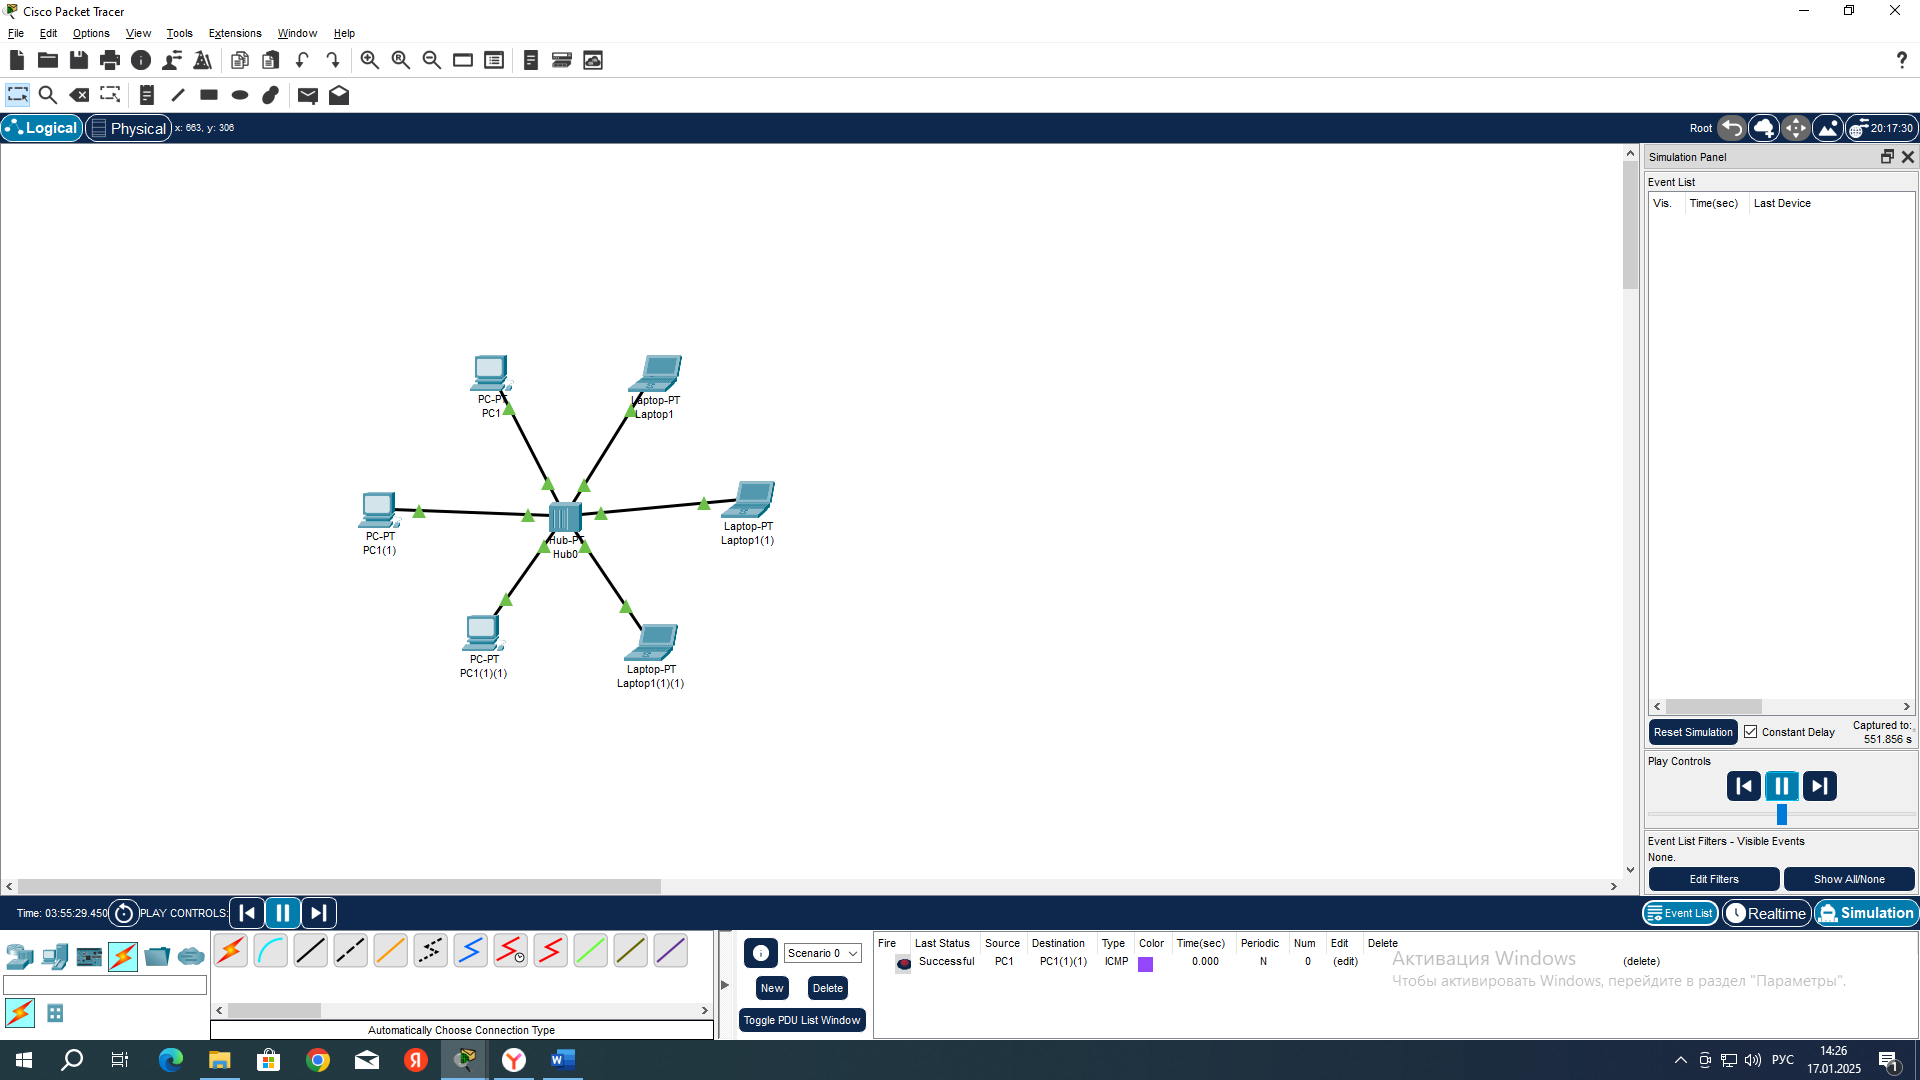 Cisco Packet Tracer
File Edit Options View Tools Extensions Window Help
Logical Physical x: 663, y: 306 Root 20:17:30
Simulation Panel
Event List
Vis. Time(sec) Last Device
PC-PT
PC1
Laptop-PT
Laptop1
PC-PT
PC1(1)
Hub-PT
Hub0
Laptop-PT
Laptop1(1)
PC-PT
PC1(1)(1)
Laptop-PT
Laptop1(1)(1)
Reset Simulation Constant Delay Captured to:
551.856 s
Play Controls
Event List Filters - Visible Events
None.
Edit Filters Show All/None
Time: 03:55:29.450 PLAY CONTROLS: Event List Realtime Simulation
Scenario 0
New Delete
Toggle PDU List Window
Automatically Choose Connection Type
Fire Last Status Source Destination Type Color Time(sec) Periodic Num Edit Delete
Successful PC1 PC1(1)(1) ICMP 0.000 N 0 (edit) (delete)
Активация Windows
Чтобы активировать Windows, перейдите в раздел "Параметры".
РУС 14:26
17.01.2025
1